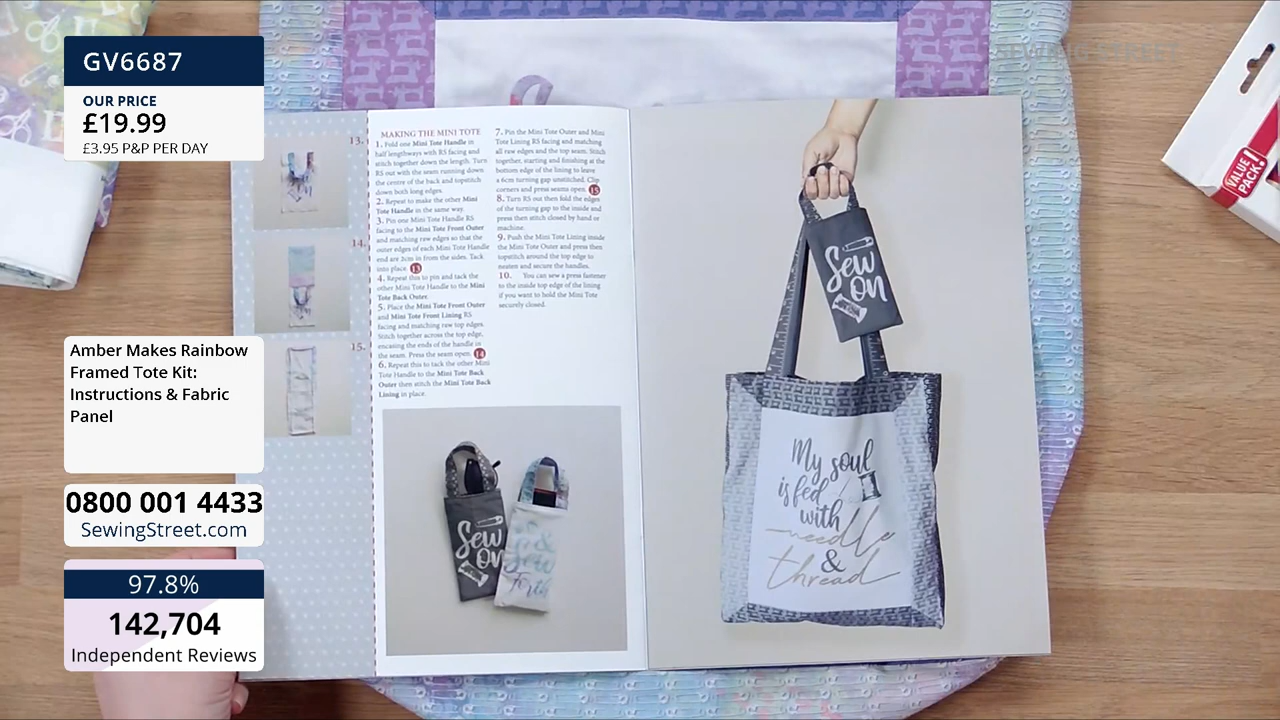 SEWING STREET
GV6687
OUR PRICE
£19.99
£3.95 P&P PER DAY
Amber Makes Rainbow
Framed Tote Kit:
Instructions & Fabric
Panel
0800 001 4433
SewingStreet.com
97.8%
142,704
Independent Reviews
13.
14.
15.
MAKING THE MINI TOTE
1. Fold one Mini Tote Handle in
half lengthways with RS facing and
stitch together down the length. Turn
RS out with the seam running down
the centre of the back and topstitch
down both long edges.
2. Repeat to make the other Mini
Tote Handle in the same way.
3. Pin one Mini Tote Handle RS
facing to the Mini Tote Front Outer
and matching raw edges so that the
outer edges of each Mini Tote Handle
end are 2cm in from the sides. Tack
into place. 13
4. Repeat this to pin and tack the
other Mini Tote Handle to the Mini
Tote Back Outer.
5. Place the Mini Tote Front Outer
and Mini Tote Front Lining RS
facing and matching raw top edges.
Stitch together across the top edge,
encasing the ends of the handle in
the seam. Press the seam open. 14
6. Repeat this to tack the other Mini
Tote Handle to the Mini Tote Back
Outer then stitch the Mini Tote Back
Lining in place.
7. Pin the Mini Tote Outer and Mini
Tote Lining RS facing and matching
all raw edges and the top seam. Stitch
together, starting and finishing at the
bottom edge of the lining to leave
a 6cm turning gap unstitched. Clip
corners and press seams open. 15
8. Turn RS out then fold the edges
of the turning gap to the inside and
press then stitch closed by hand or
machine.
9. Push the Mini Tote Lining inside
the Mini Tote Outer and press then
topstitch around the top edge to
neaten and secure the handles.
10. You can sew a press fastener
to the inside top edge of the lining
if you want to hold the Mini Tote
securely closed.
Sew
on
Sew
on
My soul
is fed
with
needle
&
thread
VALUE
PACK!